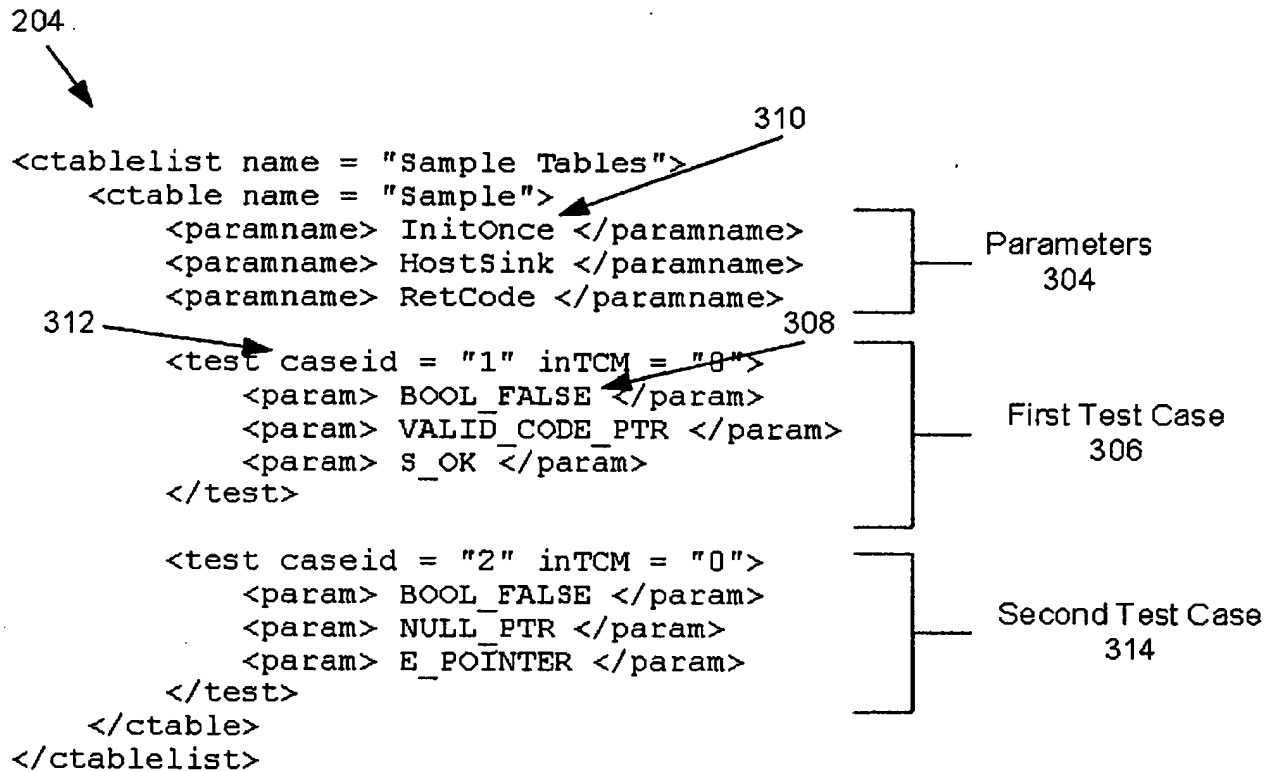 204
310
<ctablelist name = "Sample Tables">
<ctable name = "Sample">
<paramname> InitOnce </paramname>
<paramname> HostSink </paramname>
<paramname> RetCode </paramname>
Parameters
304
312
308
<test caseid = "1" inTCM = "0">
<param> BOOL_FALSE </param>
<param> VALID_CODE_PTR </param>
<param> S_OK </param>
</test>
First Test Case
306
<test caseid = "2" inTCM = "0">
<param> BOOL_FALSE </param>
<param> NULL_PTR </param>
<param> E_POINTER </param>
</test>
Second Test Case
314
</ctable>
</ctablelist>